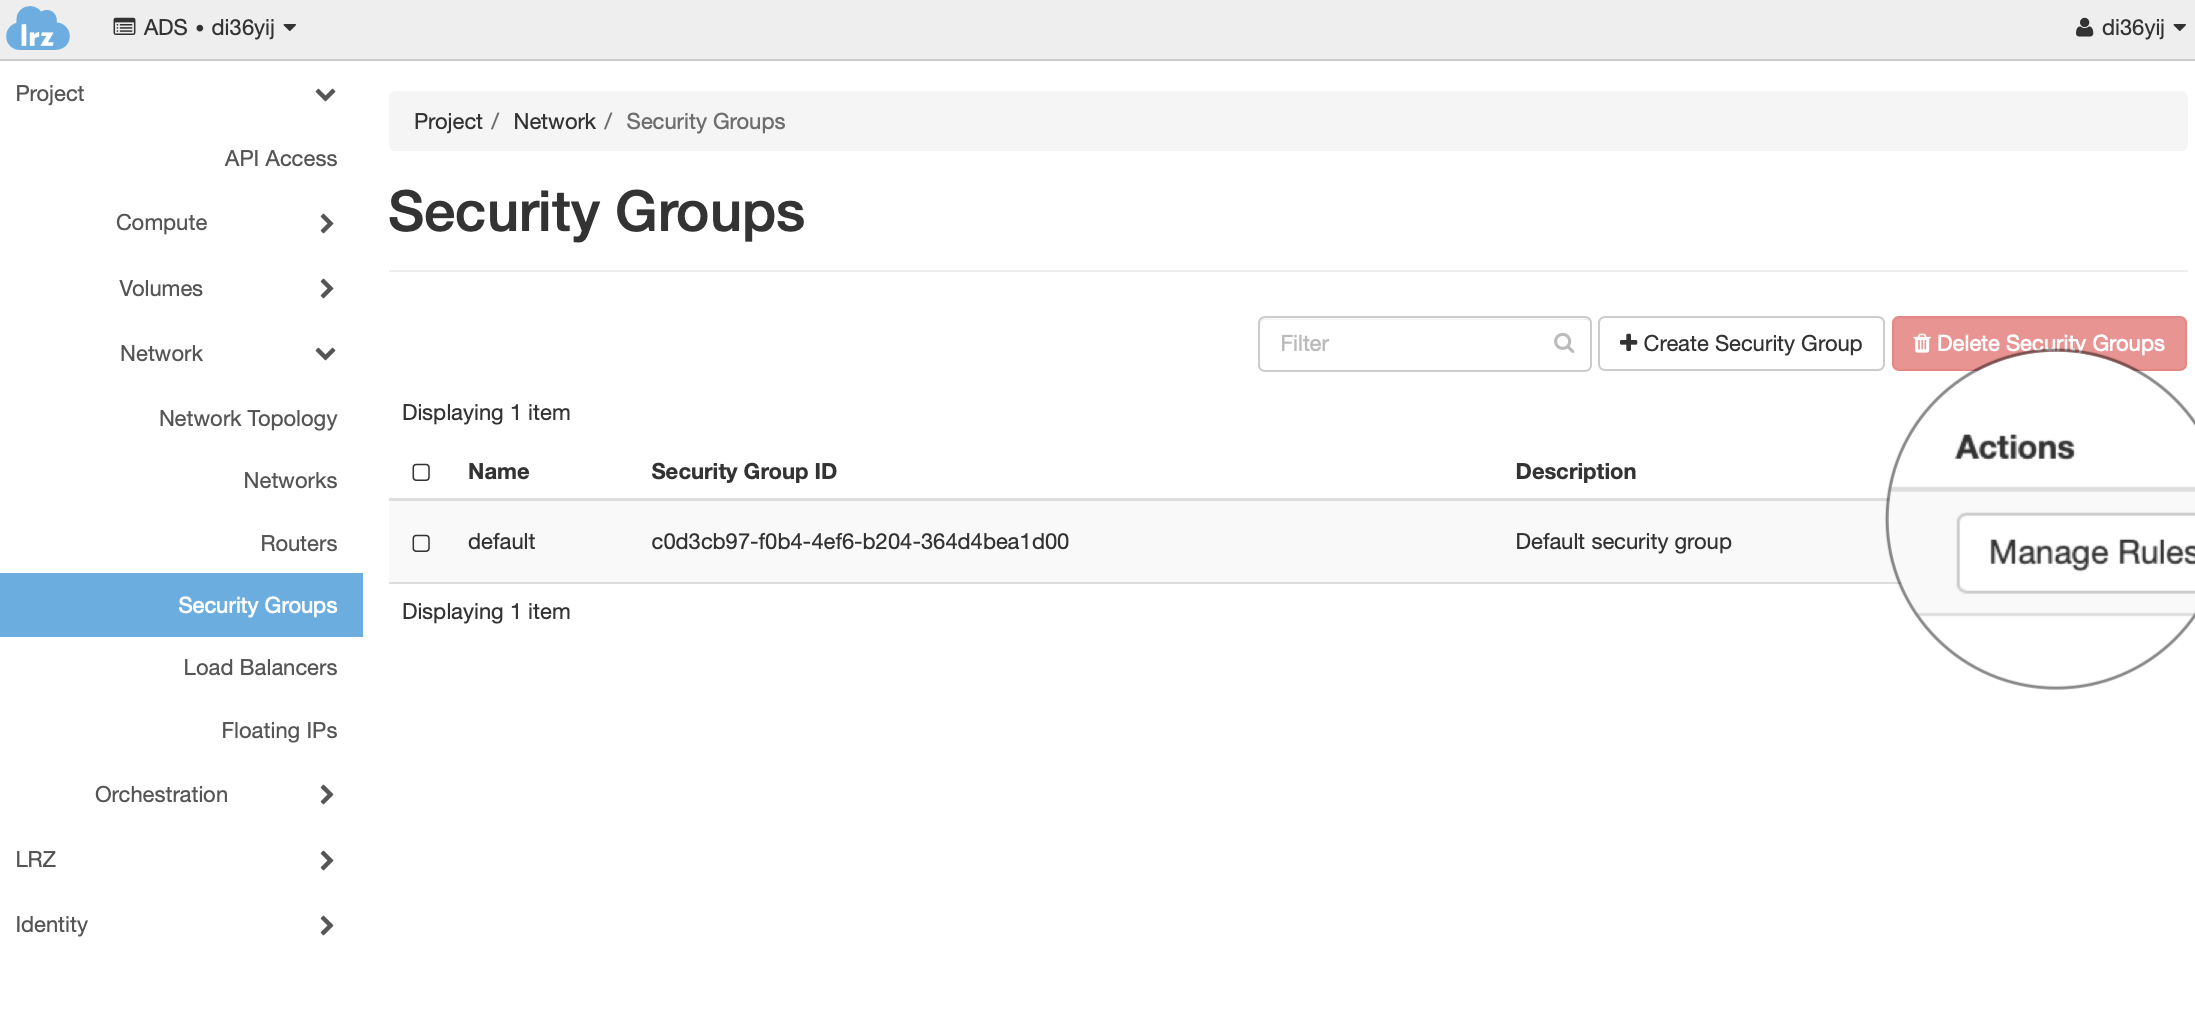 lrz
ADS • di36yij
di36yij
Project
API Access
Compute
Volumes
Network
Network Topology
Networks
Routers
Security Groups
Load Balancers
Floating IPs
Orchestration
LRZ
Identity
Project / Network / Security Groups
Security Groups
Filter
Create Security Group
Delete Security Groups
Displaying 1 item
Name Security Group ID Description Actions
default c0d3cb97-f0b4-4ef6-b204-364d4bea1d00 Default security group Manage Rules
Displaying 1 item